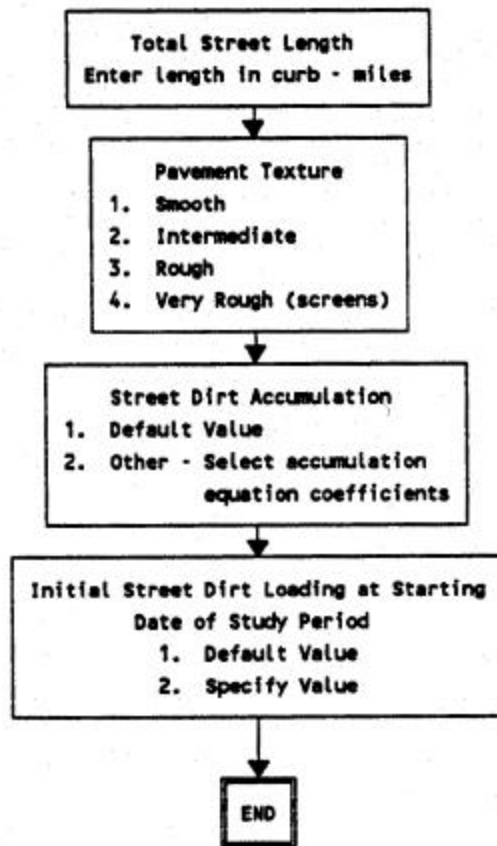 Total Street Length
Enter length in curb - miles
Pavement Texture
1. Smooth
2. Intermediate
3. Rough
4. Very Rough (screens)
Street Dirt Accumulation
1. Default Value
2. Other - Select accumulation
equation coefficients
Initial Street Dirt Loading at Starting
Date of Study Period
1. Default Value
2. Specify Value
END